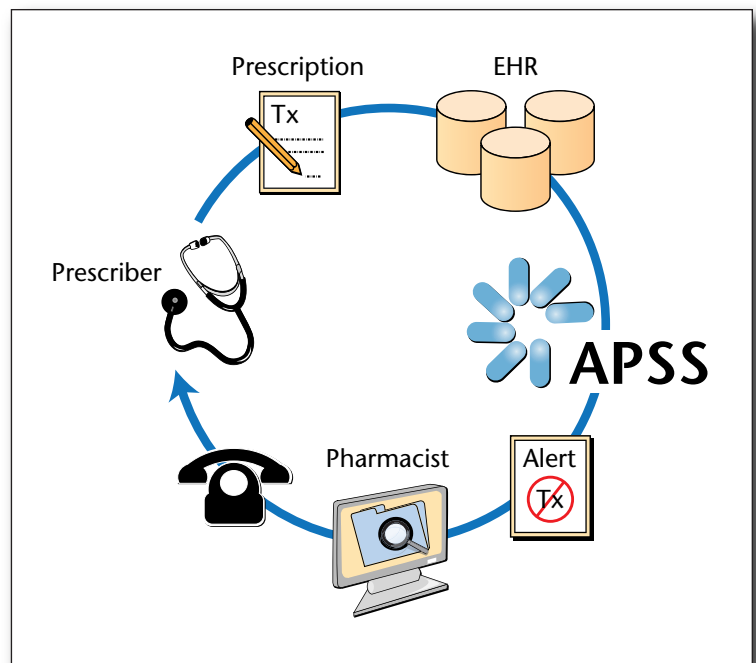 Prescription
EHR
Tx
Prescriber
APSS
Pharmacist
Alert
Tx